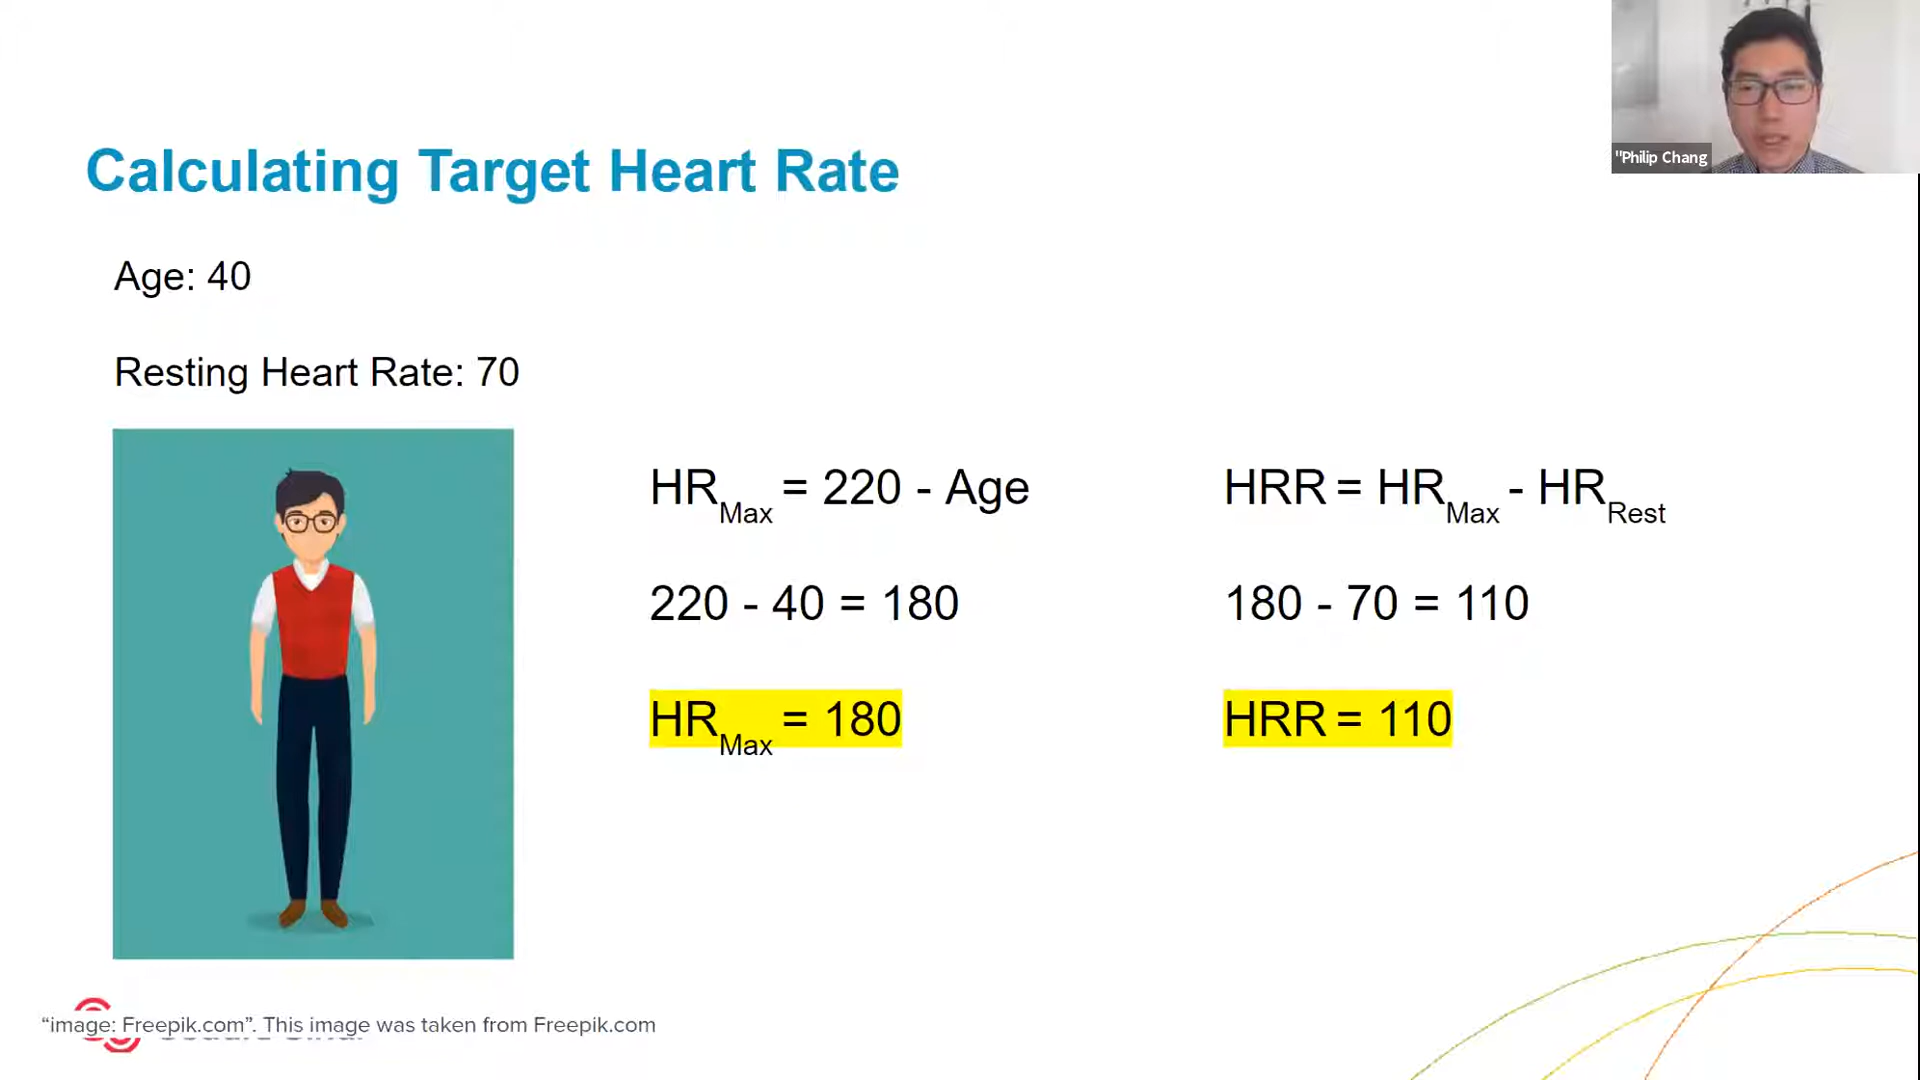 "Philip Chang
Calculating Target Heart Rate
Age: 40
Resting Heart Rate: 70
HRMax = 220 - Age
220 - 40 = 180
HRMax = 180
HRR = HRMax - HRRest
180 - 70 = 110
HRR = 110
“image: Freepik.com”. This image was taken from Freepik.com